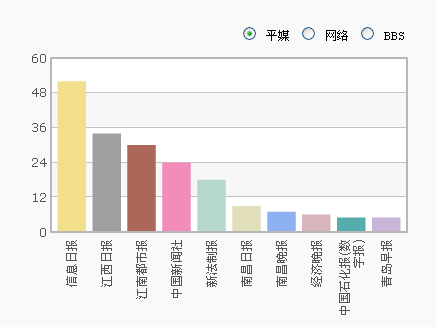 平媒 网络 BBS
60
48
36
24
12
0
信息日报
江西日报
江南都市报
中国新闻社
新法制报
南昌日报
南昌晚报
经济晚报
中国石化报(数
字报)
青岛早报